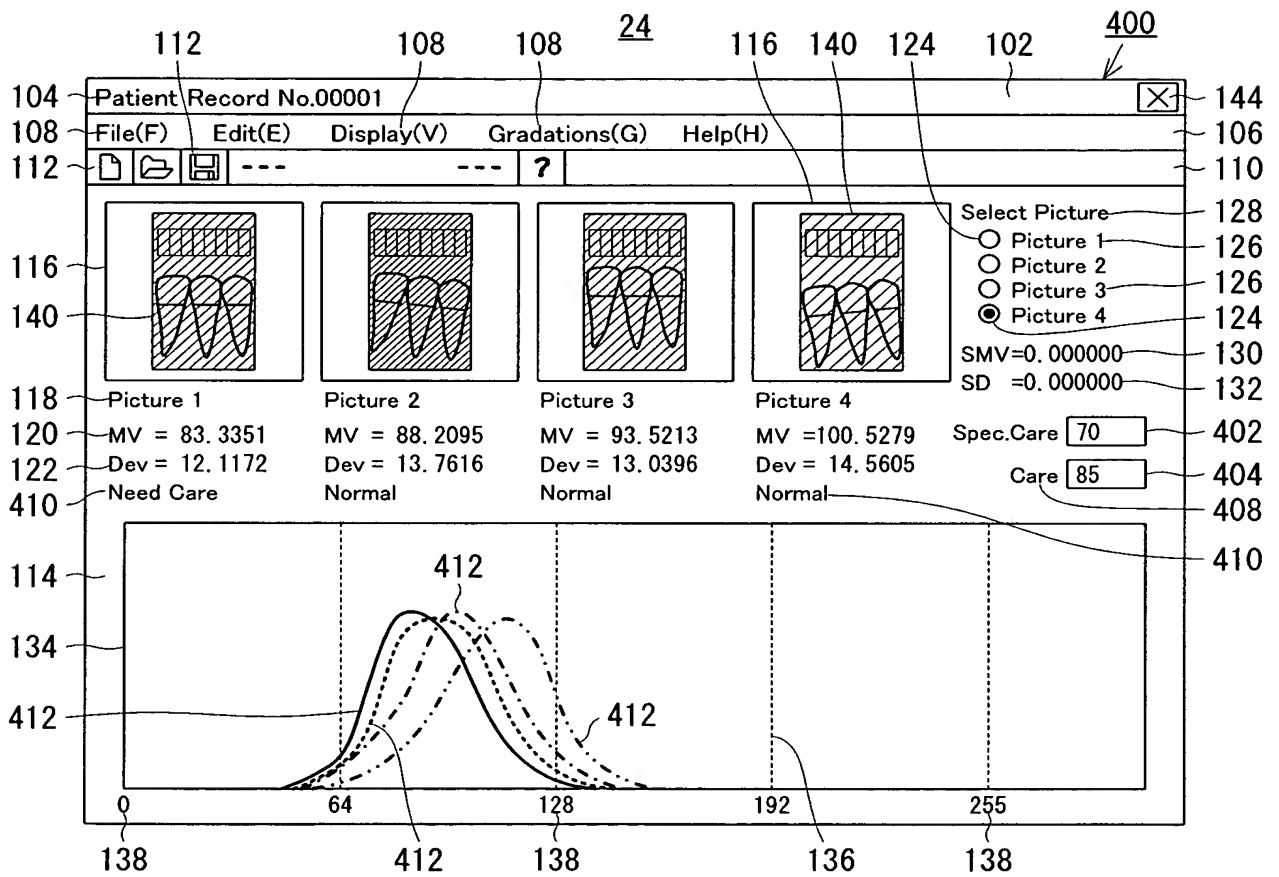 24
400
112 108 108 116 140 124 102
104 Patient Record No.00001 144
108 File(F) Edit(E) Display(V) Gradations(G) Help(H) 106
112 --- --- ? 110
Select Picture 128
116 Picture 1 126
Picture 2
Picture 3 126
140 Picture 4 124
SMV=0.000000 130
SD =0.000000 132
118 Picture 1 Picture 2 Picture 3 Picture 4
120 MV = 83.3351 MV = 88.2095 MV = 93.5213 MV =100.5279 Spec.Care 70 402
122 Dev = 12.1172 Dev = 13.7616 Dev = 13.0396 Dev = 14.5605 Care 85 404
410 Need Care Normal Normal Normal 408
114 412 410
134
412 412
0 64 128 192 255
138 412 138 136 138